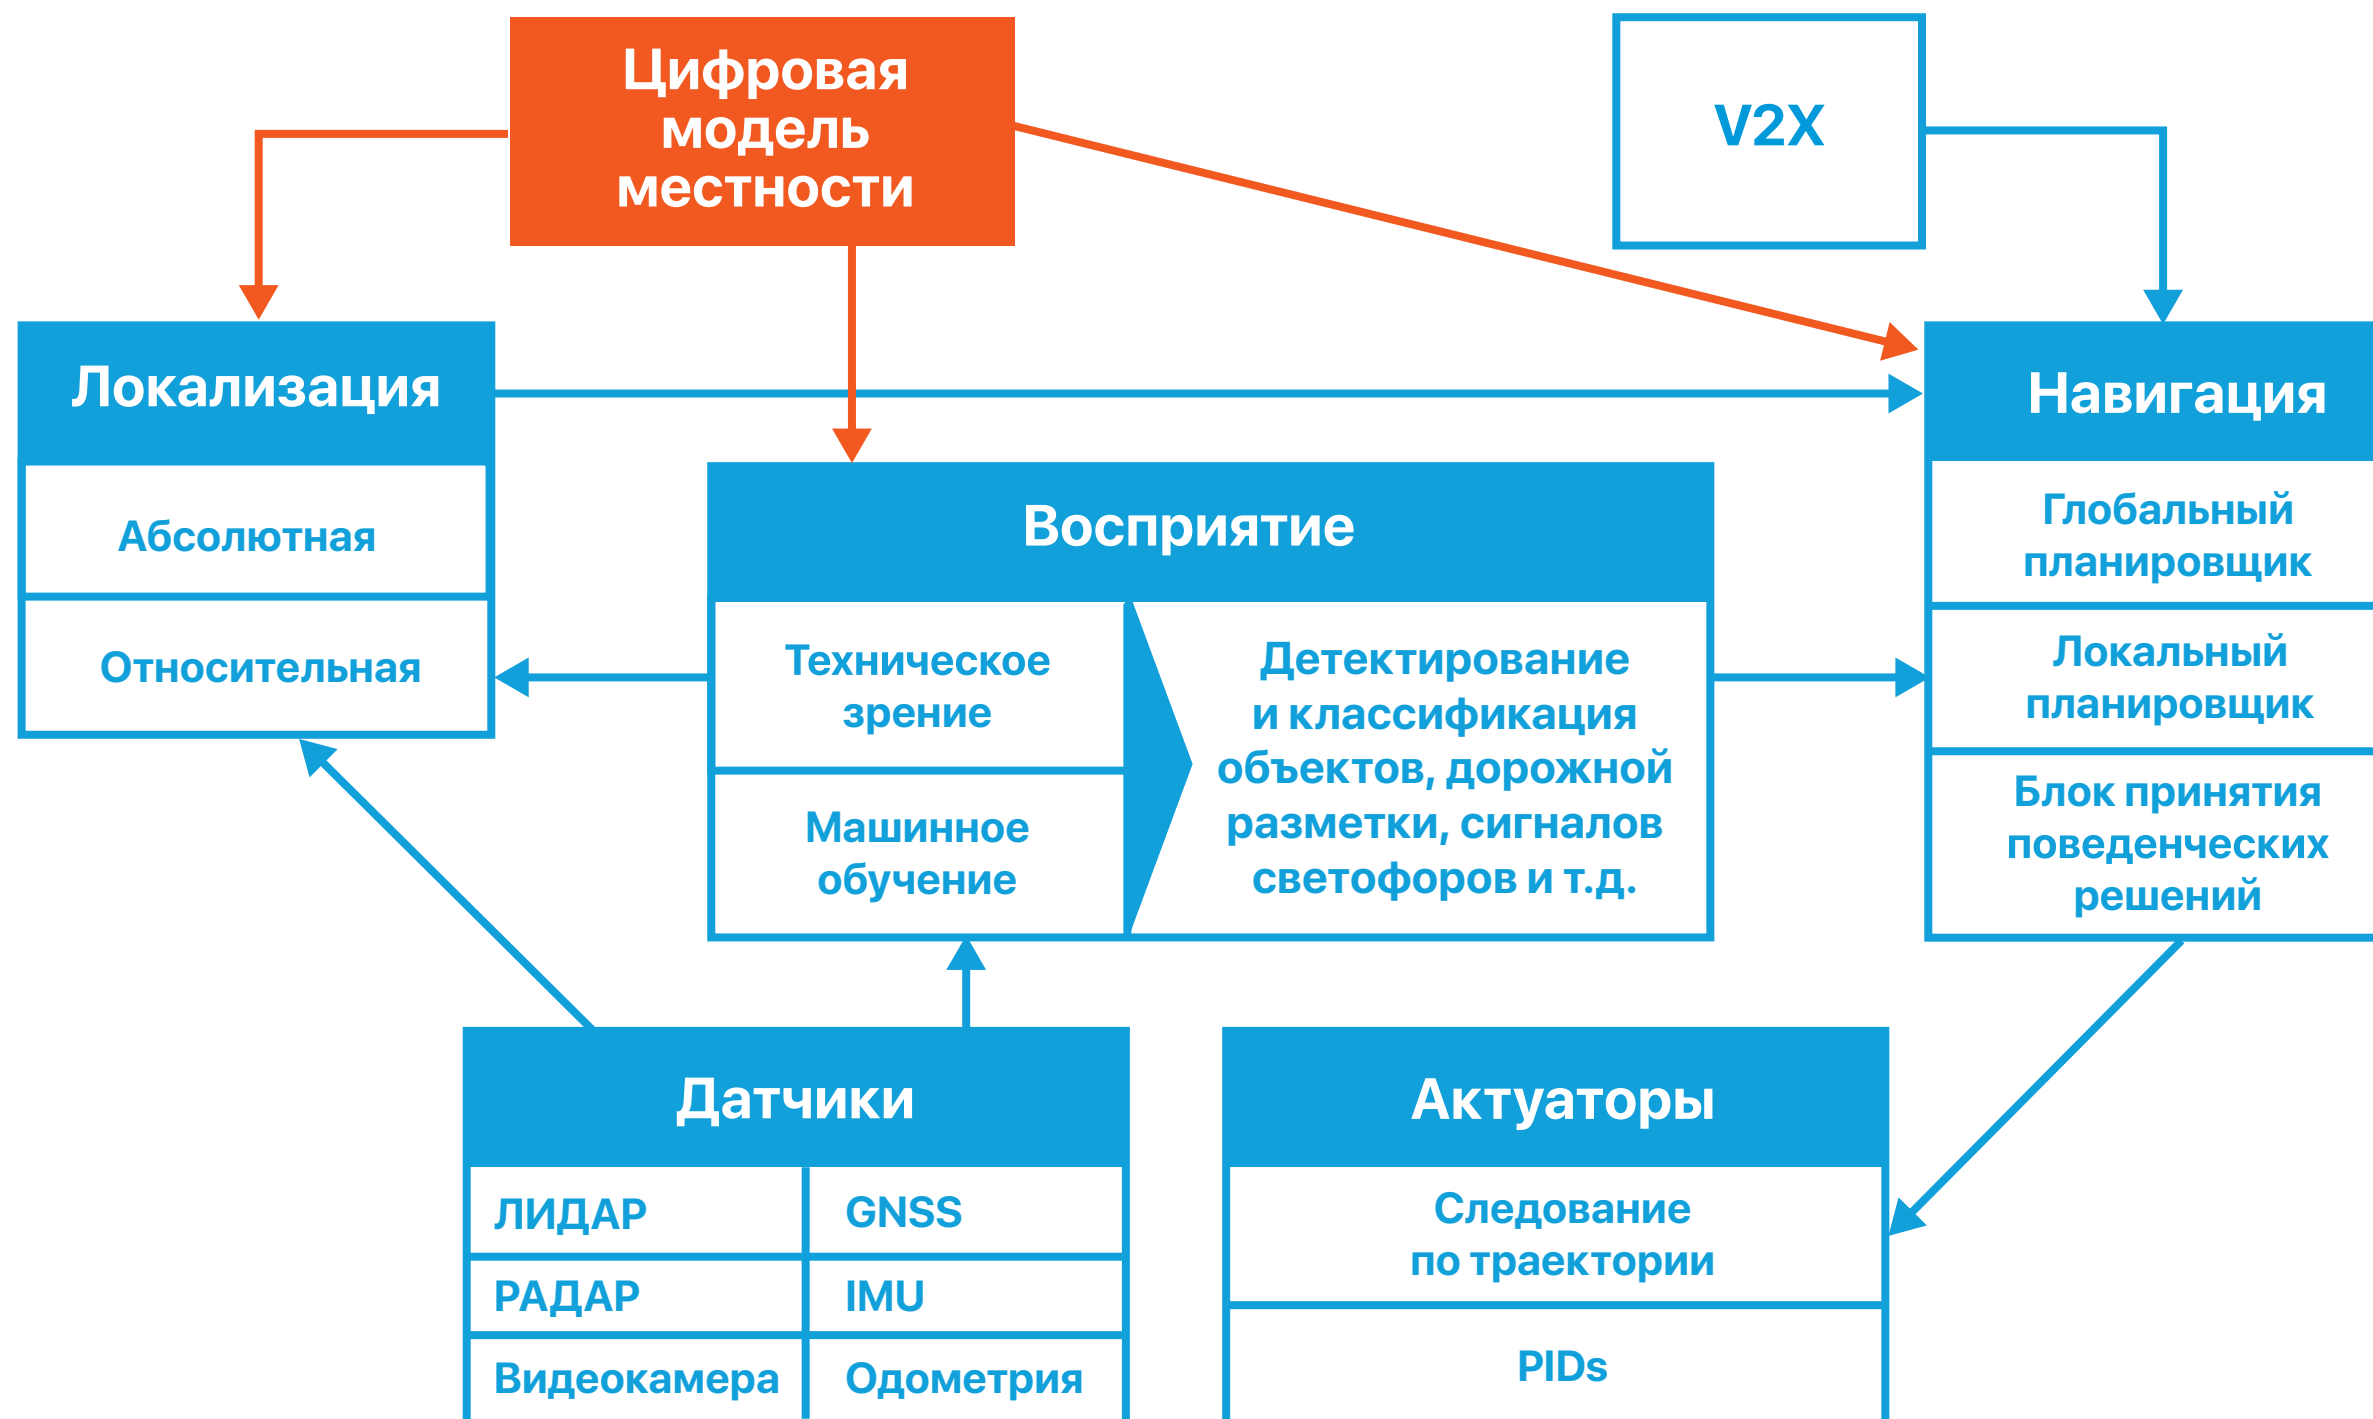 Цифровая
модель
местности
V2X
Локализация
Абсолютная
Относительная
Восприятие
Техническое
зрение
Машинное
обучение
Детектирование
и классификация
объектов, дорожной
разметки, сигналов
светофоров и т.д.
Навигация
Глобальный
планировщик
Локальный
планировщик
Блок принятия
поведенческих
решений
Датчики
ЛИДАР
GNSS
РАДАР
IMU
Видеокамера
Одометрия
Актуаторы
Следование
по траектории
PIDs